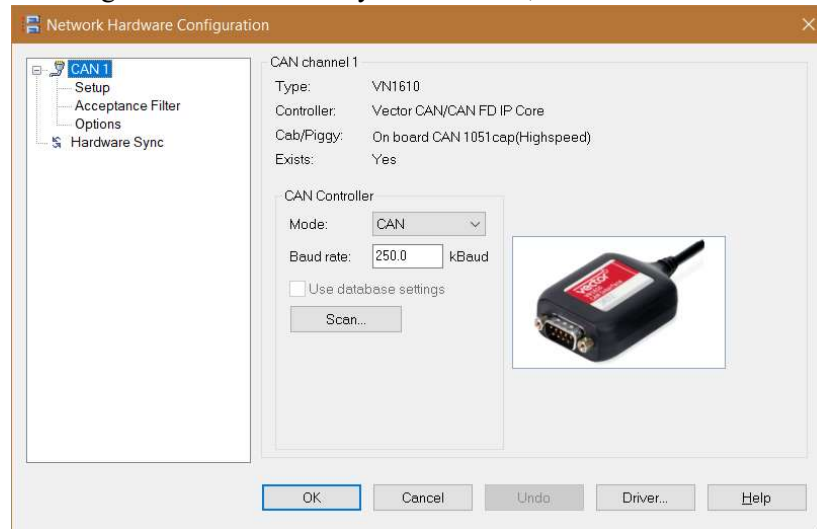 Network Hardware Configuration
CAN 1
Setup
Acceptance Filter
Options
Hardware Sync
CAN channel 1
Type: VN1610
Controller: Vector CAN/CAN FD IP Core
Cab/Piggy: On board CAN 1051cap(Highspeed)
Exists: Yes
CAN Controller
Mode: CAN
Baud rate: 250.0 kBaud
Use database settings
Scan...
vector
OK Cancel Undo Driver... Help